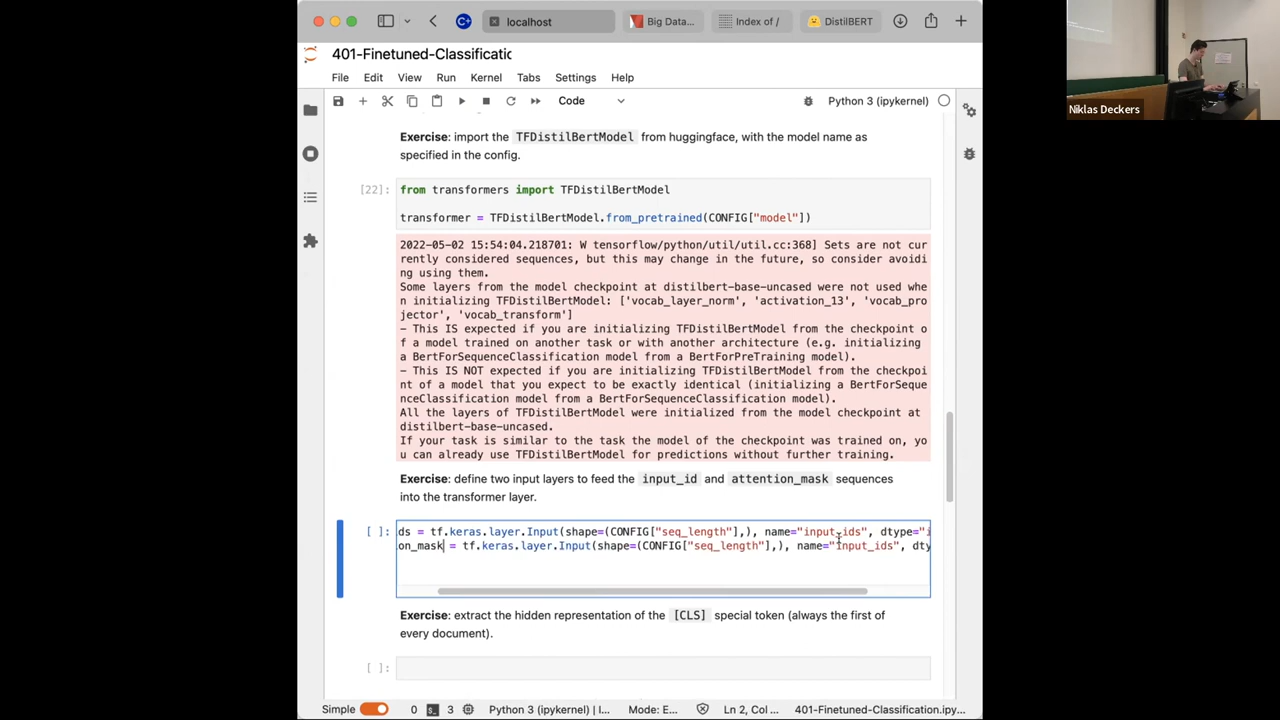 localhost
Big Data...
Index of /
DistilBERT
401-Finetuned-Classificatio
File Edit View Run Kernel Tabs Settings Help
Code
Python 3 (ipykernel)
Niklas Deckers
Exercise: import the TFDistilBertModel from huggingface, with the model name as
specified in the config.
[22]:
from transformers import TFDistilBertModel
transformer = TFDistilBertModel.from_pretrained(CONFIG["model"])
2022-05-02 15:54:04.218701: W tensorflow/python/util/util.cc:368] Sets are not cur
rently considered sequences, but this may change in the future, so consider avoidi
ng using them.
Some layers from the model checkpoint at distilbert-base-uncased were not used whe
n initializing TFDistilBertModel: ['vocab_layer_norm', 'activation_13', 'vocab_pro
jector', 'vocab_transform']
- This IS expected if you are initializing TFDistilBertModel from the checkpoint o
f a model trained on another task or with another architecture (e.g. initializing
a BertForSequenceClassification model from a BertForPreTraining model).
- This IS NOT expected if you are initializing TFDistilBertModel from the checkpoi
nt of a model that you expect to be exactly identical (initializing a BertForSeque
nceClassification model from a BertForSequenceClassification model).
All the layers of TFDistilBertModel were initialized from the model checkpoint at
distilbert-base-uncased.
If your task is similar to the task the model of the checkpoint was trained on, yo
u can already use TFDistilBertModel for predictions without further training.
Exercise: define two input layers to feed the input_id and attention_mask sequences
into the transformer layer.
[ ]:
ds = tf.keras.layer.Input(shape=(CONFIG["seq_length"],), name="input_ids", dtype="i
on_mask = tf.keras.layer.Input(shape=(CONFIG["seq_length"],), name="input_ids", dty
Exercise: extract the hidden representation of the [CLS] special token (always the first of
every document).
[ ]:
Simple 0 3 Python 3 (ipykernel) | I... Mode: E... Ln 2, Col ... 401-Finetuned-Classification.ipy...